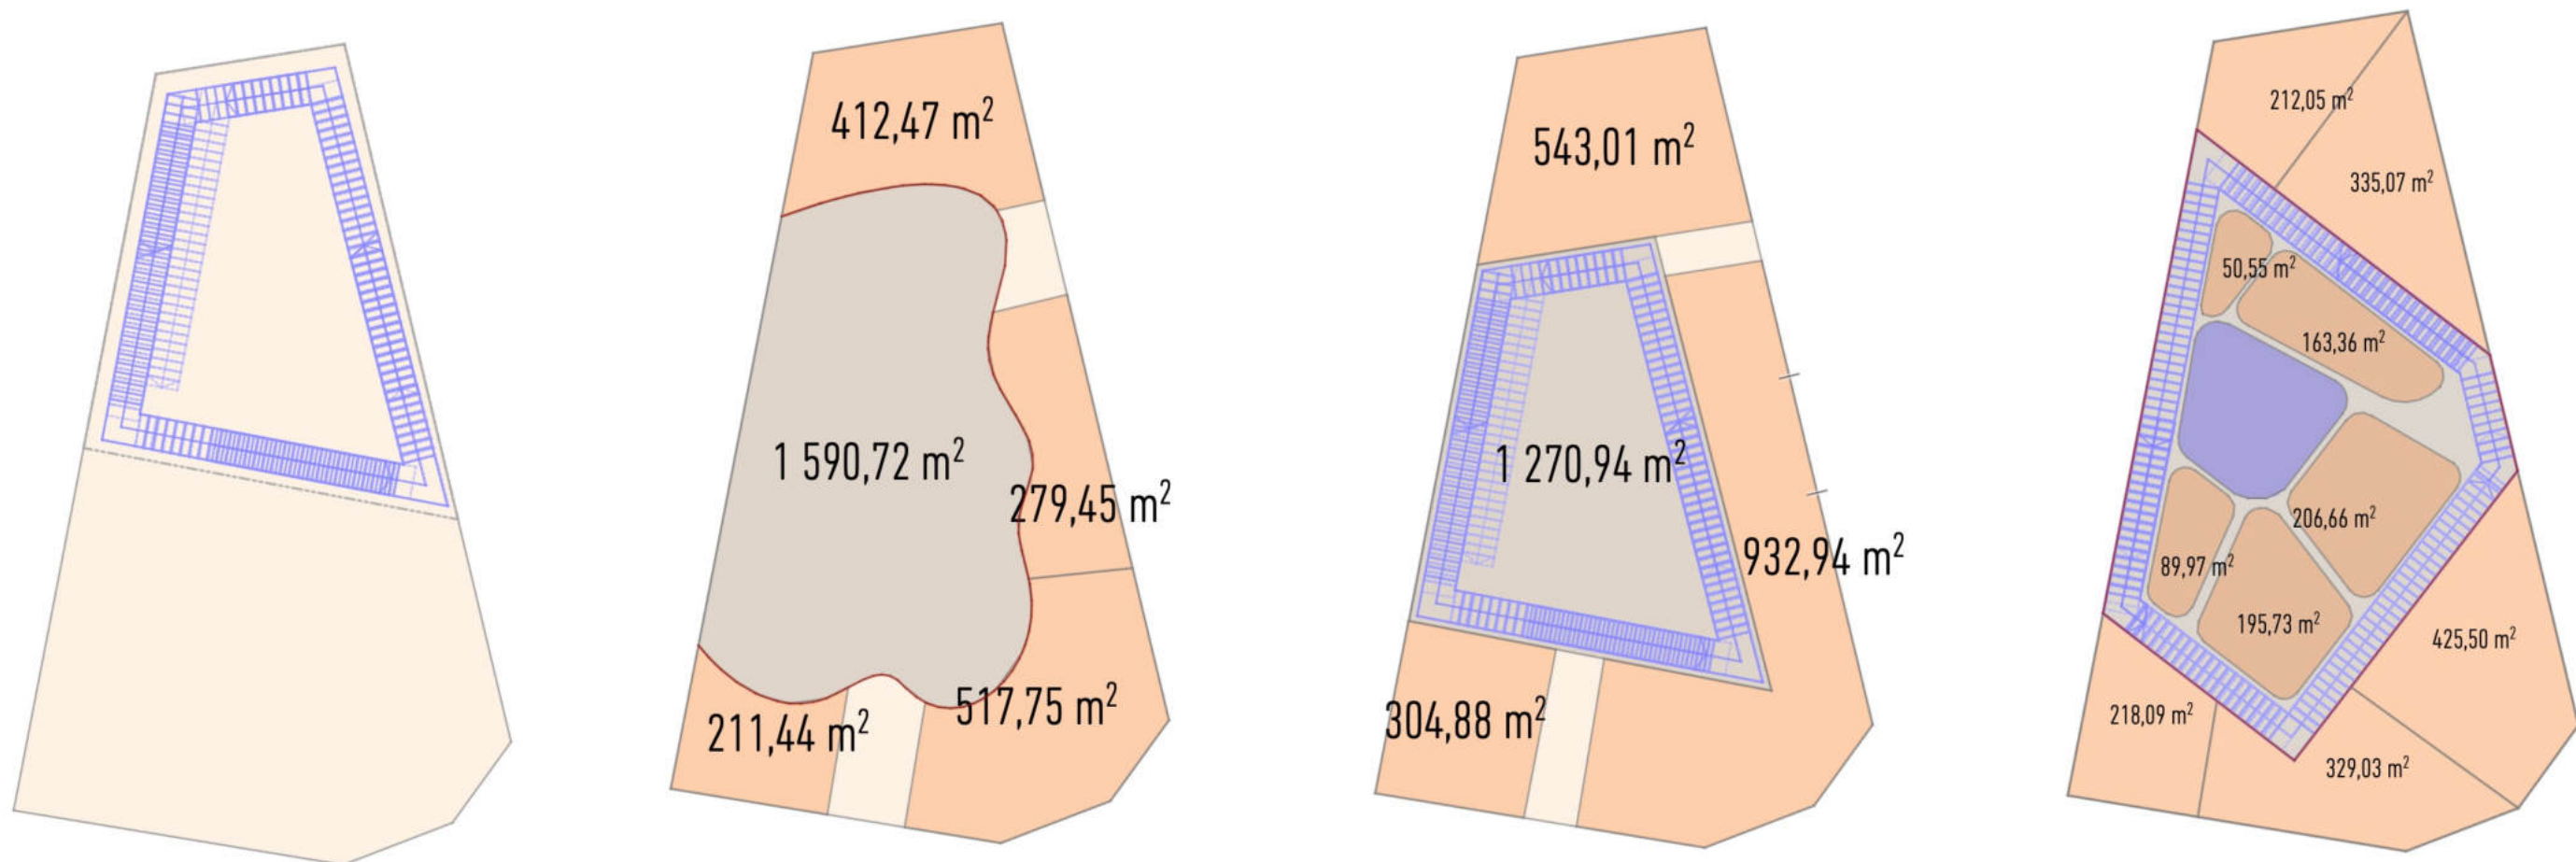 412,47 m²
1 590,72 m²
279,45 m²
517,75 m²
211,44 m²
543,01 m²
1 270,94 m²
932,94 m²
304,88 m²
212,05 m²
335,07 m²
50,55 m²
163,36 m²
206,66 m²
89,97 m²
195,73 m²
425,50 m²
218,09 m²
329,03 m²